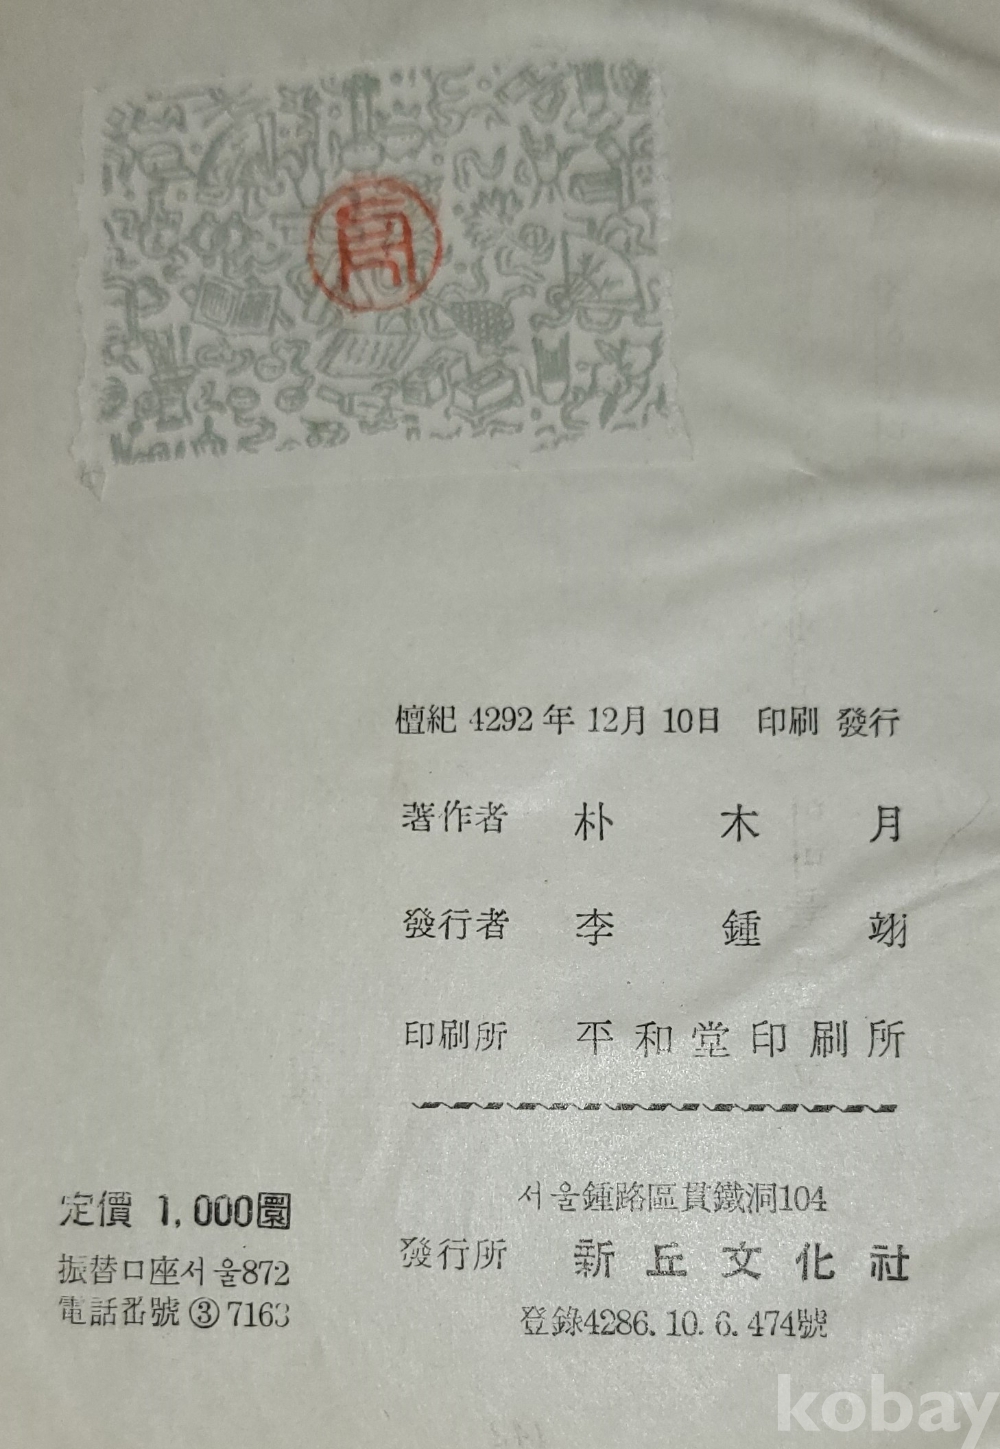 檀紀 4292 年 12月 10日 印刷 發行
著作者 朴木月
發行者 李鍾翊
印刷所 平和堂印刷所
定價 1,000圜
振替口座서울872
電話番號 ③ 7163
서울鍾路區貫鐵洞104
發行所 新丘文化社
登錄4286. 10. 6. 474號
kobay